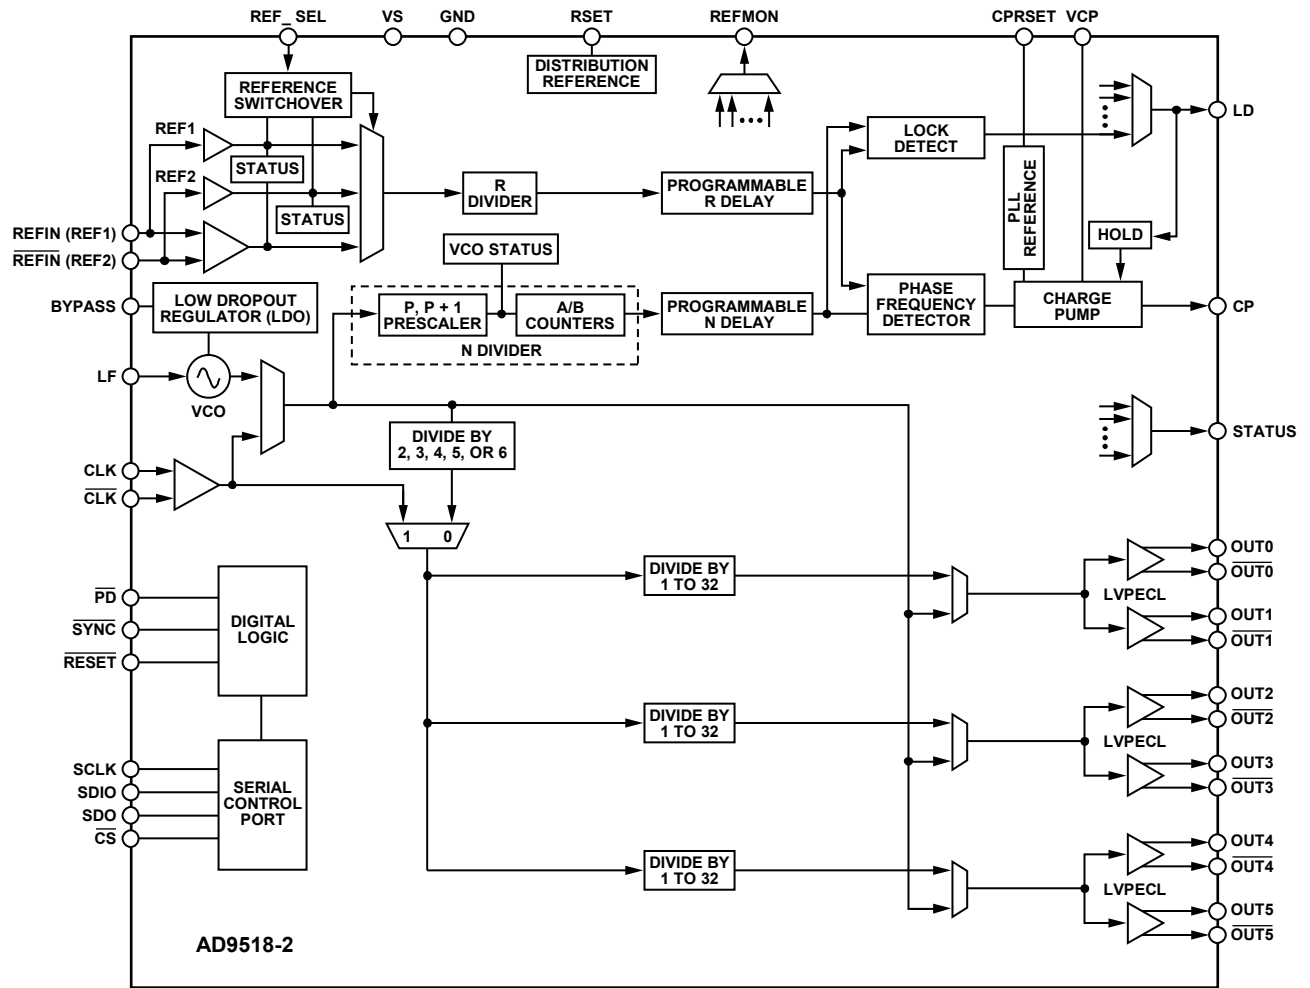 REF_ SEL
VS
GND
RSET
REFMON
CPRSET
VCP
DISTRIBUTION
REFERENCE
REFERENCE
SWITCHOVER
REF1
STATUS
REF2
STATUS
R
DIVIDER
PROGRAMMABLE
R DELAY
LOCK
DETECT
PLL
REFERENCE
HOLD
LD
REFIN (REF1)
REFIN (REF2)
BYPASS
LOW DROPOUT
REGULATOR (LDO)
VCO STATUS
P, P + 1
PRESCALER
A/B
COUNTERS
N DIVIDER
PROGRAMMABLE
N DELAY
PHASE
FREQUENCY
DETECTOR
CHARGE
PUMP
CP
LF
VCO
STATUS
DIVIDE BY
2, 3, 4, 5, OR 6
CLK
CLK
1 0
DIVIDE BY
1 TO 32
LVPECL
OUT0
OUT0
OUT1
OUT1
PD
SYNC
RESET
DIGITAL
LOGIC
DIVIDE BY
1 TO 32
LVPECL
OUT2
OUT2
OUT3
OUT3
SCLK
SDIO
SDO
CS
SERIAL
CONTROL
PORT
DIVIDE BY
1 TO 32
LVPECL
OUT4
OUT4
OUT5
OUT5
AD9518-2